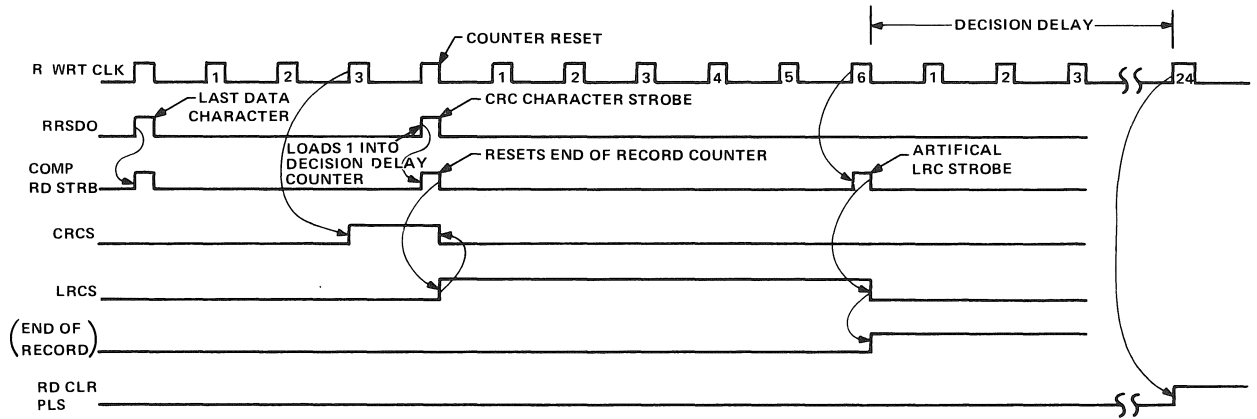 DECISION DELAY
COUNTER RESET
R WRT CLK
1 2 3 1 2 3 4 5 6 1 2 3 24
LAST DATA
CHARACTER
CRC CHARACTER STROBE
RRSDO
LOADS 1 INTO
DECISION DELAY
COUNTER
RESETS END OF RECORD COUNTER
ARTIFICAL
LRC STROBE
COMP
RD STRB
CRCS
LRCS
(END OF
RECORD)
RD CLR
PLS